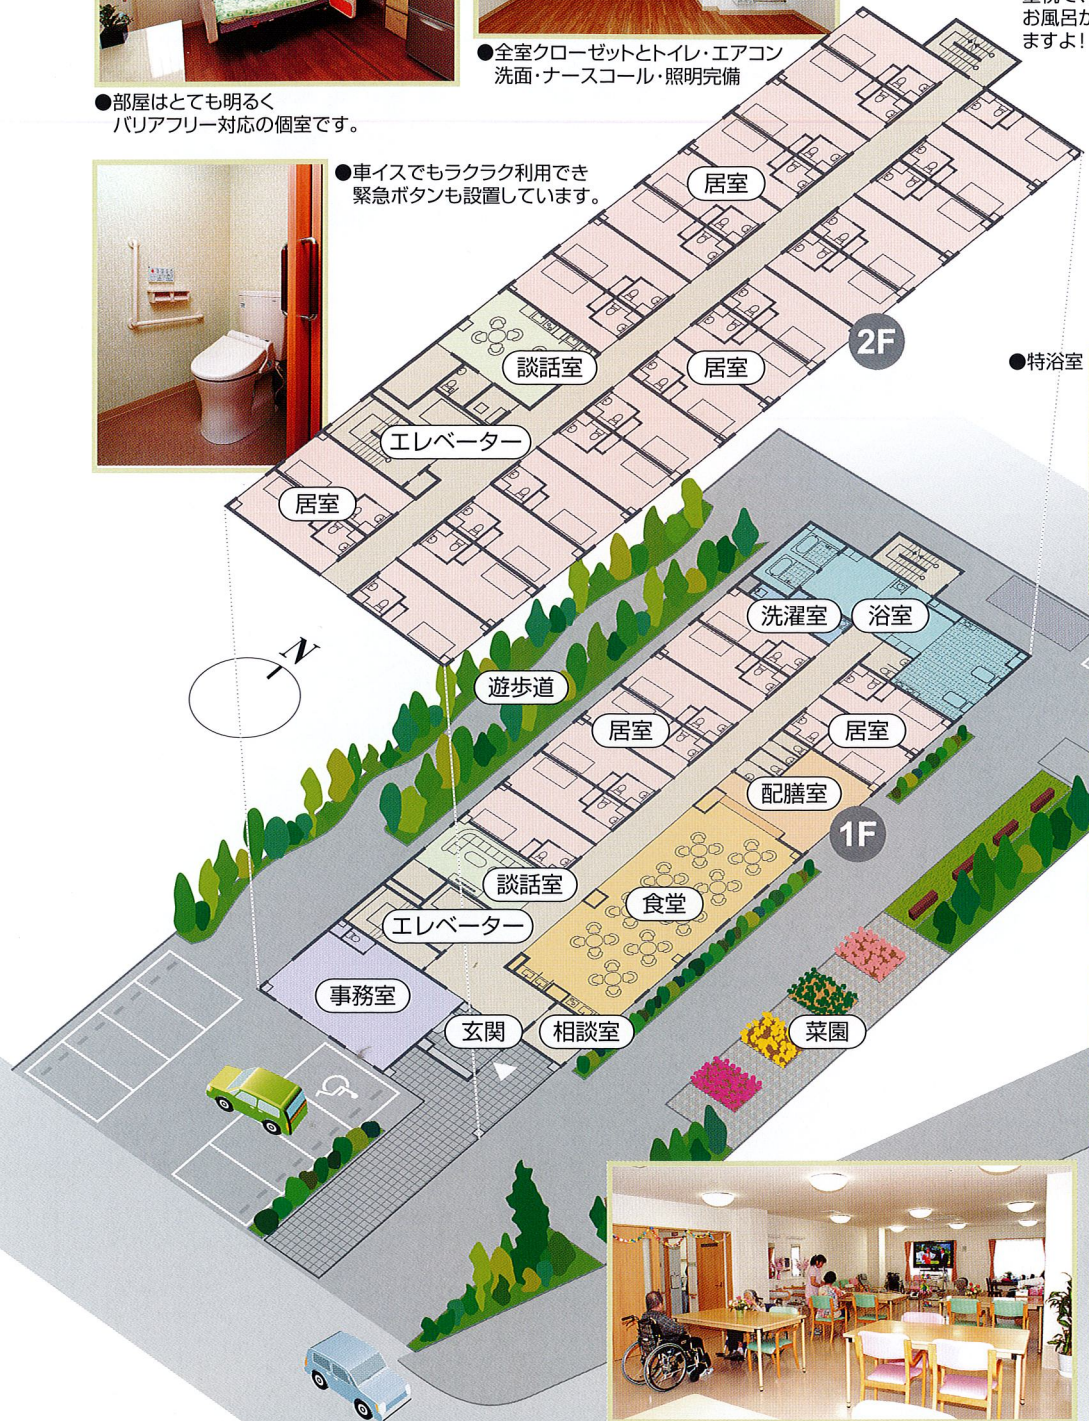 お風呂が
ますよ!
●全室クローゼットとトイレ・エアコン
洗面・ナースコール・照明完備
●部屋はとても明るく
バリアフリー対応の個室です。
●車イスでもラクラク利用でき
緊急ボタンも設置しています。
居室
2F
談話室
居室
●特浴室
エレベーター
居室
N
洗濯室
浴室
遊歩道
居室
居室
配膳室
1F
談話室
食堂
エレベーター
事務室
玄関
相談室
菜園